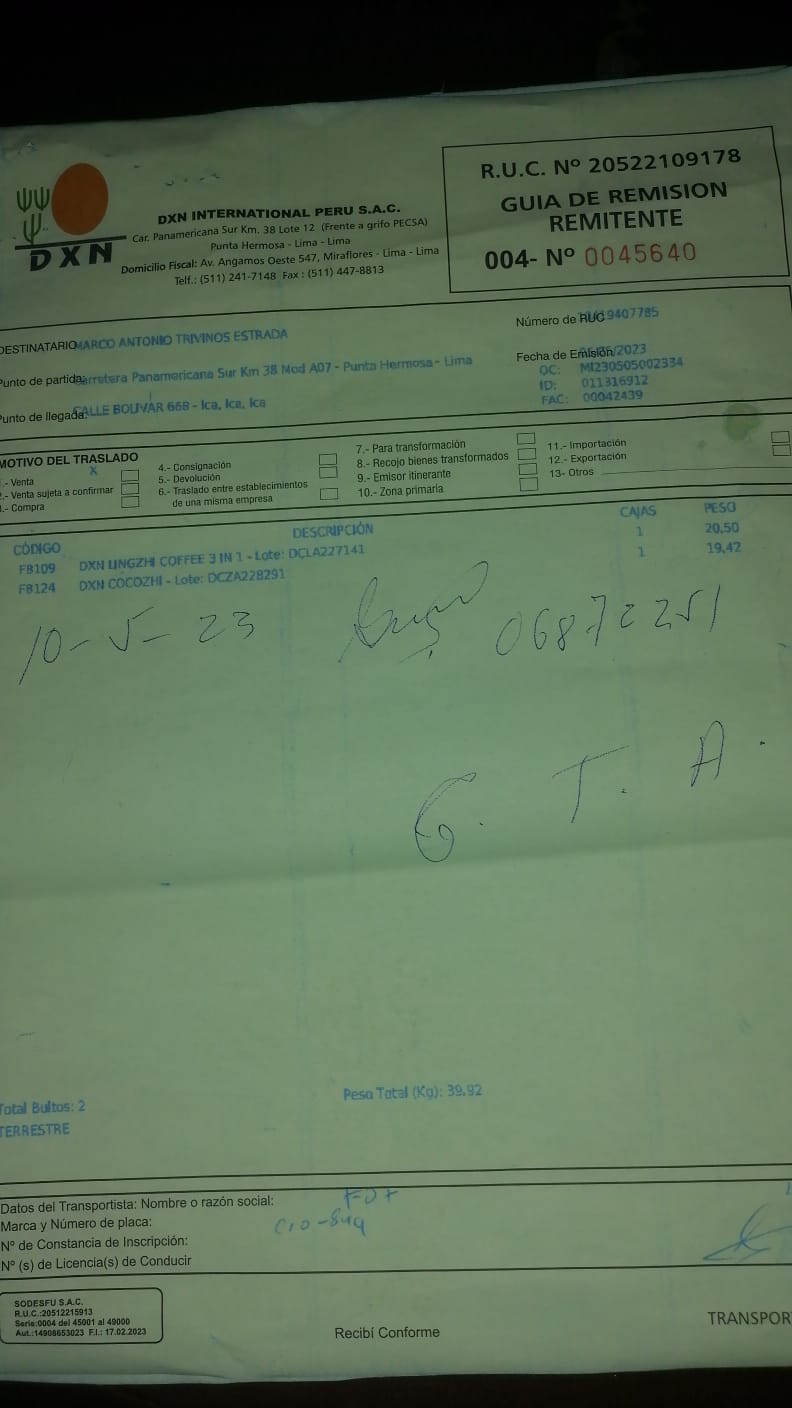 DXN
DXN INTERNATIONAL PERU S.A.C.
Car. Panamericana Sur Km. 38 Lote 12 (Frente a grifo PECSA)
Punta Hermosa - Lima - Lima
Domicilio Fiscal: Av. Angamos Oeste 547, Miraflores - Lima - Lima
Telf.: (511) 241-7148 Fax : (511) 447-8813
R.U.C. Nº 20522109178
GUIA DE REMISION
REMITENTE
004- Nº 0045640
DESTINATARIO MARCO ANTONIO TRIVINOS ESTRADA
Número de RUC 9407785
Punto de partida: Carretera Panamericana Sur Km 38 Mod A07 - Punta Hermosa - Lima
Fecha de Emisión /2023
OC: MI230505002334
ID: 011316912
FAC: 00042439
Punto de llegada: CALLE BOLIVAR 668 - Ica, Ica, Ica
MOTIVO DEL TRASLADO
.- Venta X
.- Venta sujeta a confirmar
.- Compra
4.- Consignación
5.- Devolución
6.- Traslado entre establecimientos
de una misma empresa
7.- Para transformación
8.- Recojo bienes transformados
9.- Emisor itinerante
10.- Zona primaria
11.- Importación
12.- Exportación
13- Otros
CÓDIGO DESCRIPCIÓN CAJAS PESO
FB109 DXN LINGZHI COFFEE 3 IN 1 - Lote: DCLA227141 1 20,50
FB124 DXN COCOZHI - Lote: DCZA228291 1 19,42
10-5-23 06872251
G. T. A.
Total Bultos: 2
Peso Total (Kg): 39,92
TERRESTRE
Datos del Transportista: Nombre o razón social:
Marca y Número de placa:
Nº de Constancia de Inscripción:
Nº (s) de Licencia(s) de Conducir
SODESFU S.A.C.
R.U.C.:20512215913
Serie:0004 del 45001 al 49000
Aut.:14908653023 F.I.: 17.02.2023
Recibí Conforme
TRANSPOR